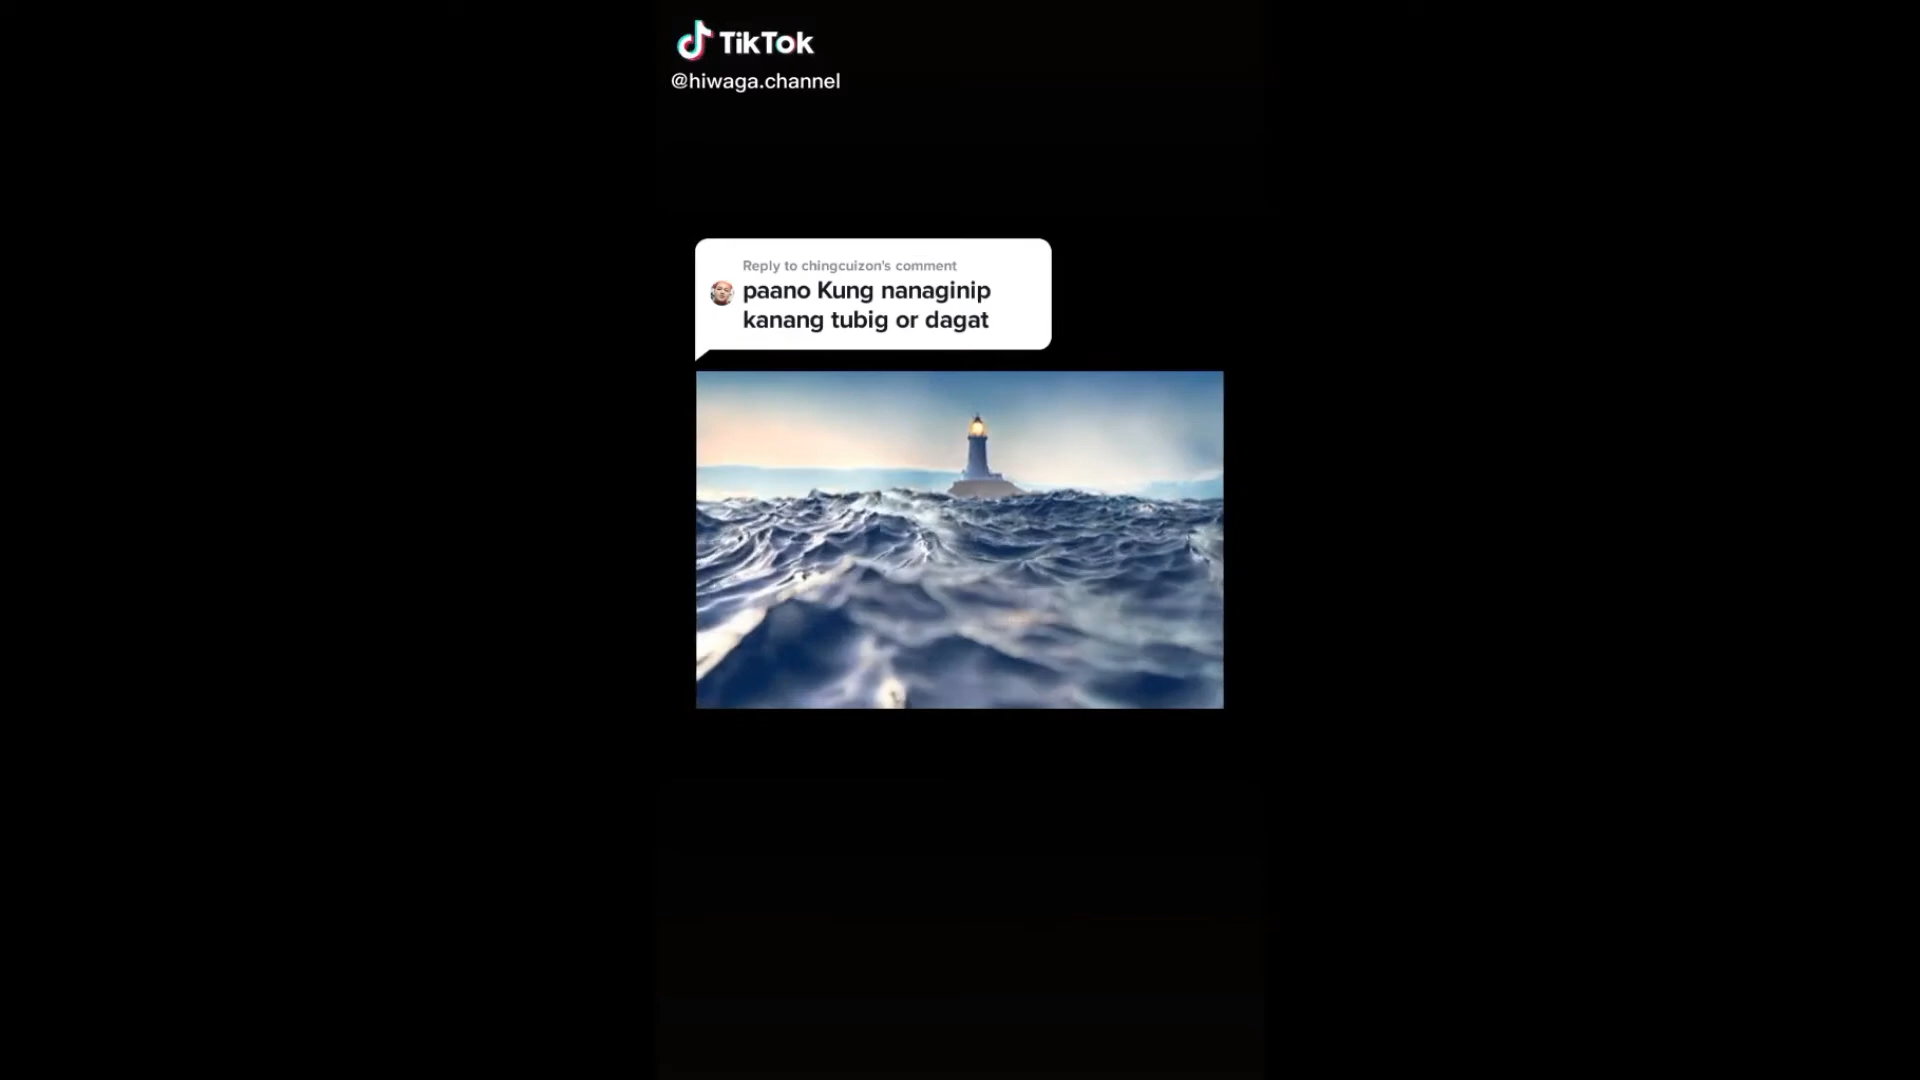 TikTok
@hiwaga.channel
Reply to chingcuizon's comment
paano Kung nanaginip
kanang tubig or dagat